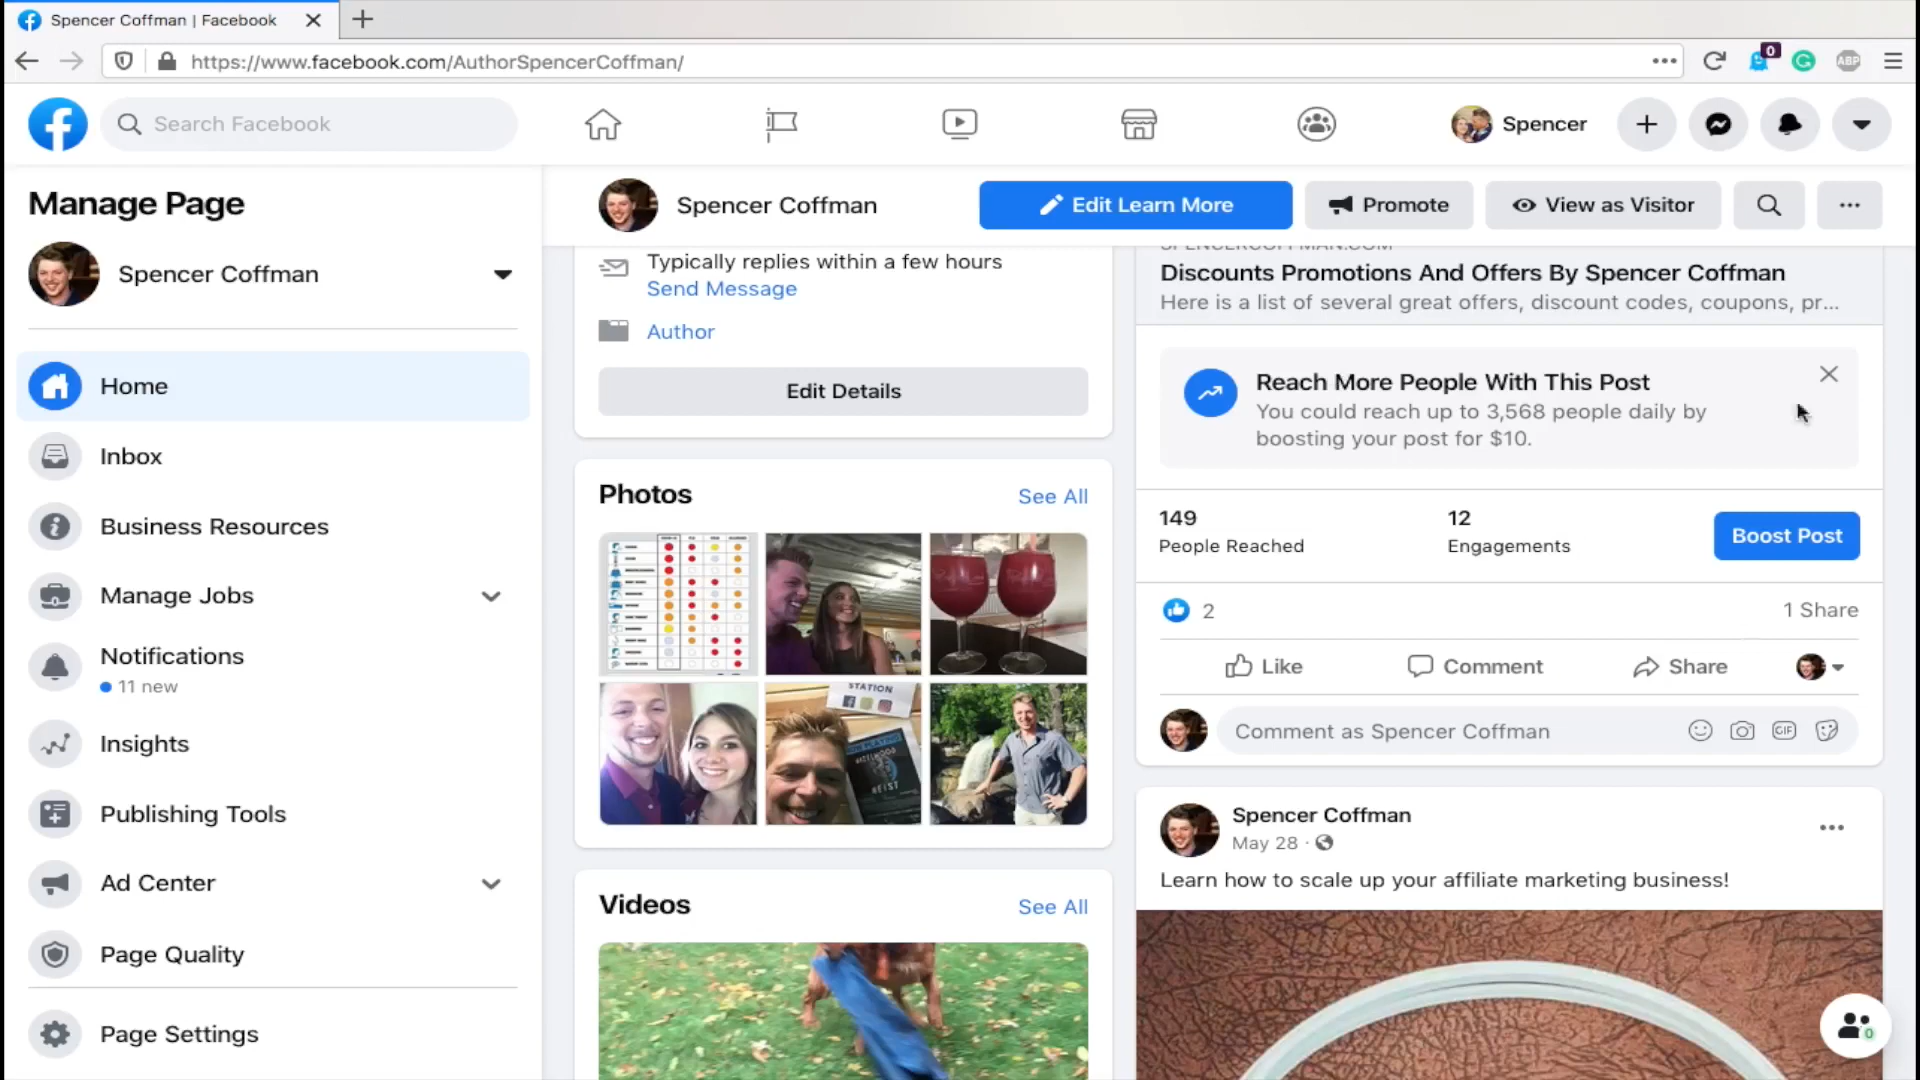 Spencer Coffman | Facebook
https://www.facebook.com/AuthorSpencerCoffman/
0
ABP
Search Facebook
Spencer
Manage Page
Spencer Coffman
Home
Inbox
Business Resources
Manage Jobs
Notifications
11 new
Insights
Publishing Tools
Ad Center
Page Quality
Page Settings
Spencer Coffman
Edit Learn More
Promote
View as Visitor
Typically replies within a few hours
Send Message
Author
Edit Details
Photos
See All
STATION
Videos
See All
SPENCERCOFFMAN.COM
Discounts Promotions And Offers By Spencer Coffman
Here is a list of several great offers, discount codes, coupons, pr...
Reach More People With This Post
You could reach up to 3,568 people daily by
boosting your post for $10.
149
People Reached
12
Engagements
Boost Post
2
1 Share
Like
Comment
Share
Comment as Spencer Coffman
GIF
Spencer Coffman
May 28 ·
Learn how to scale up your affiliate marketing business!
0